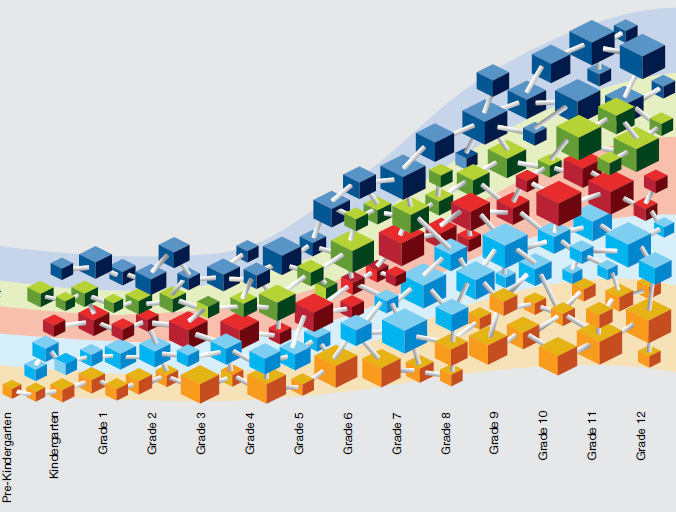 Pre-Kindergarten
Kindergarten
Grade 1
Grade 2
Grade 3
Grade 4
Grade 5
Grade 6
Grade 7
Grade 8
Grade 9
Grade 10
Grade 11
Grade 12